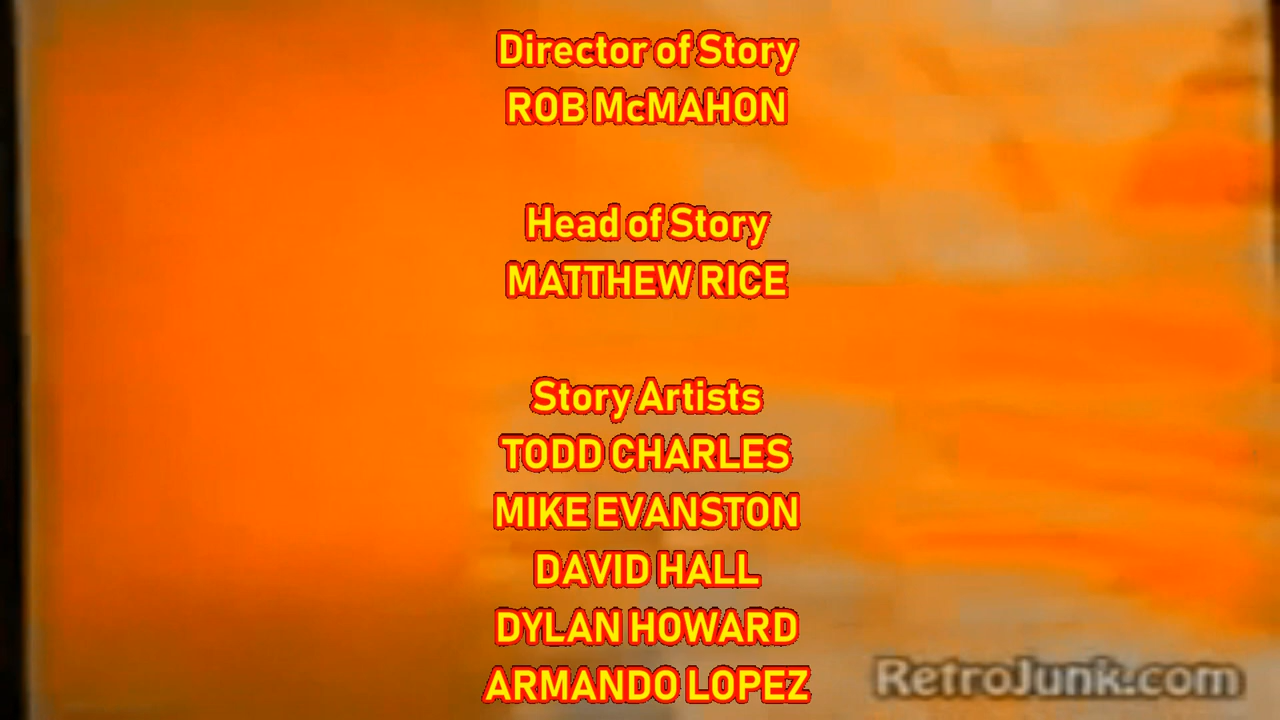 Director of Story
ROB McMAHON
Head of Story
MATTHEW RICE
Story Artists
TODD CHARLES
MIKE EVANSTON
DAVID HALL
DYLAN HOWARD
ARMANDO LOPEZ
RetroJunk.com